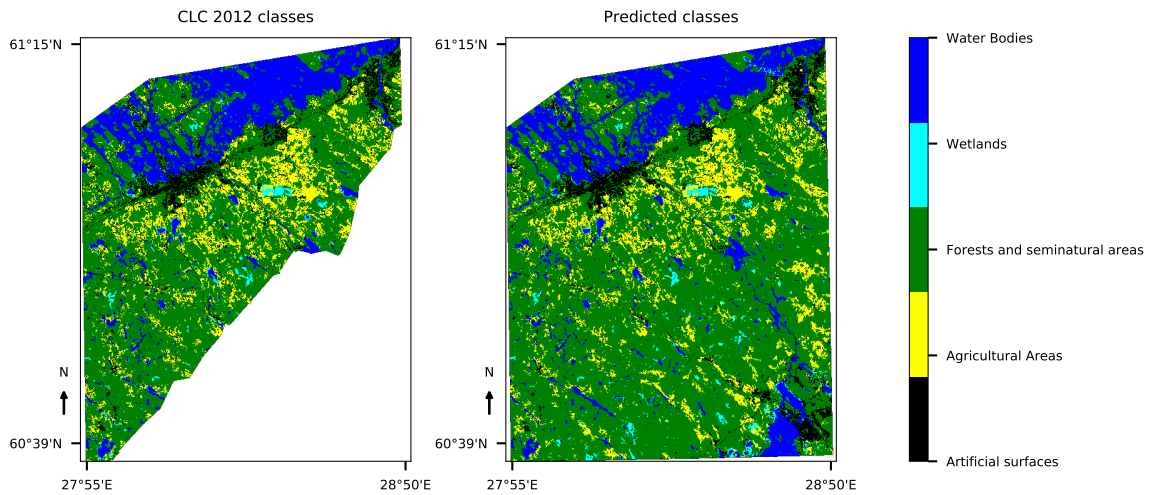 CLC 2012 classes
61°15'N
N
60°39'N
27°55'E
28°50'E
Predicted classes
61°15'N
N
60°39'N
27°55'E
28°50'E
Water Bodies
Wetlands
Forests and seminatural areas
Agricultural Areas
Artificial surfaces